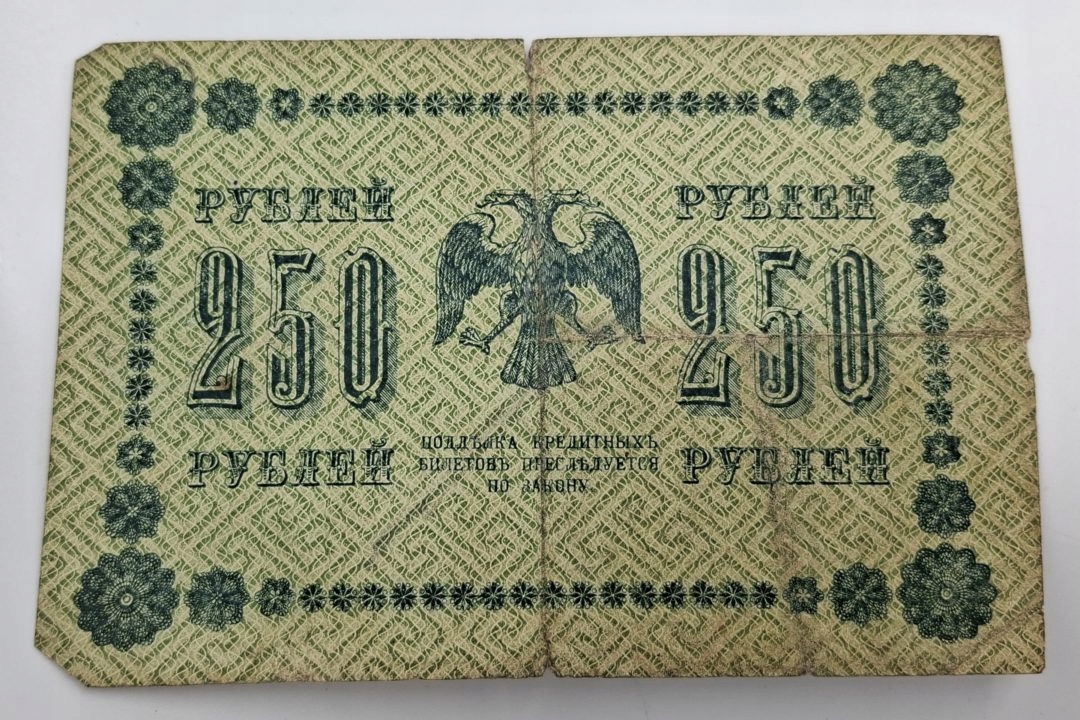 РУБЛЕЙ
250
РУБЛЕЙ
ПОДДѢЛКА КРЕДИТНЫХЪ
БИЛЕТОВЪ ПРЕСЛѢДУЕТСЯ
ПО ЗАКОНУ.
РУБЛЕЙ
250
РУБЛЕЙ